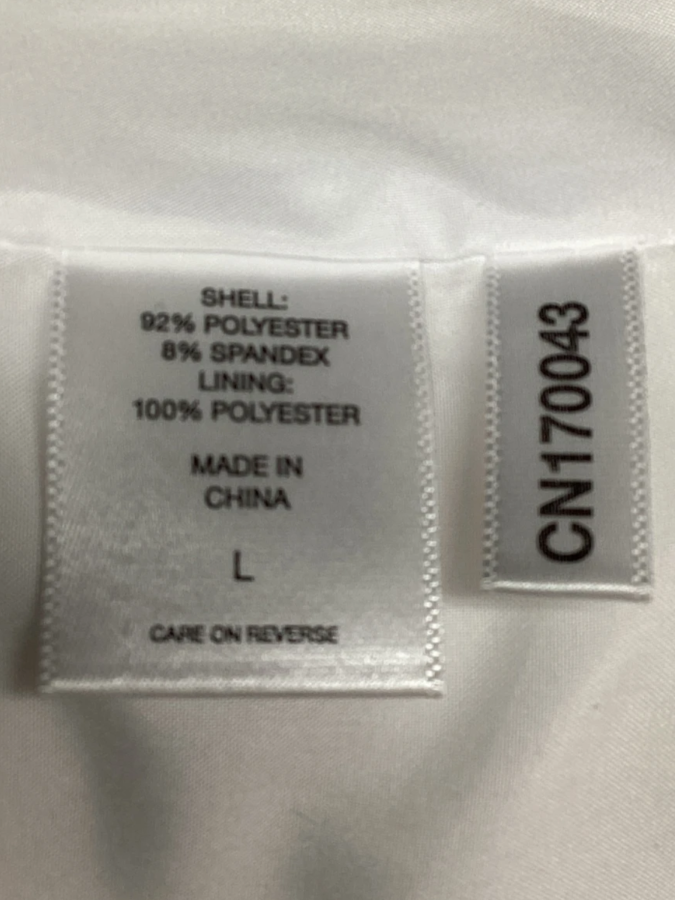 SHELL:
92% POLYESTER
8% SPANDEX
LINING:
100% POLYESTER
MADE IN
CHINA
L
CARE ON REVERSE
CN170043